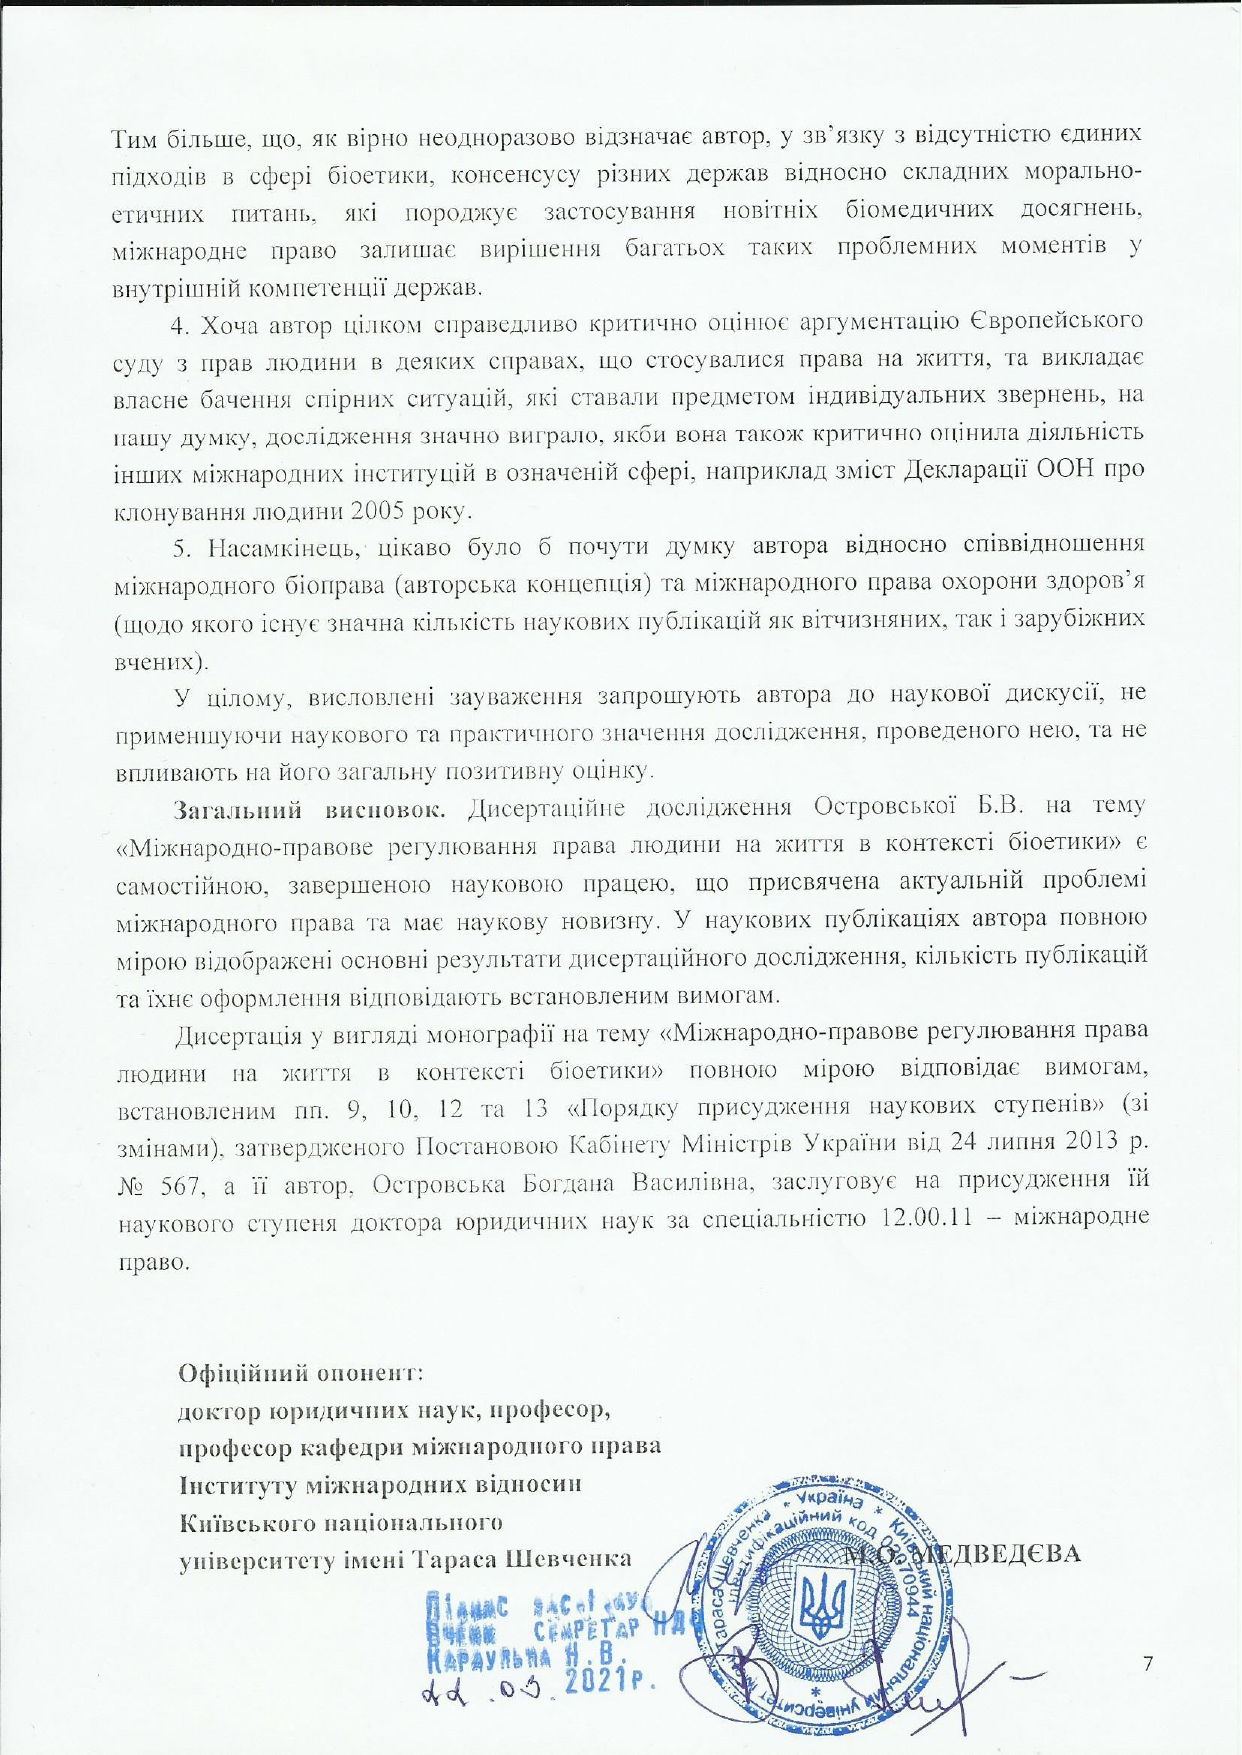 Тим більше, що, як вірно неодноразово відзначає автор, у зв’язку з відсутністю єдиних
підходів в сфері біоетики, консенсусу різних держав відносно складних морально-
етичних питань, які породжує застосування новітніх біомедичних досягнень,
міжнародне право залишає вирішення багатьох таких проблемних моментів у
внутрішній компетенції держав.
4. Хоча автор цілком справедливо критично оцінює аргументацію Європейського
суду з прав людини в деяких справах, що стосувалися права на життя, та викладає
власне бачення спірних ситуацій, які ставали предметом індивідуальних звернень, на
нашу думку, дослідження значно виграло, якби вона також критично оцінила діяльність
інших міжнародних інституцій в означеній сфері, наприклад зміст Декларації ООН про
клонування людини 2005 року.
5. Насамкінець, цікаво було б почути думку автора відносно співвідношення
міжнародного біоправа (авторська концепція) та міжнародного права охорони здоров’я
(щодо якого існує значна кількість наукових публікацій як вітчизняних, так і зарубіжних
вчених).
У цілому, висловлені зауваження запрошують автора до наукової дискусії, не
применшуючи наукового та практичного значення дослідження, проведеного нею, та не
впливають на його загальну позитивну оцінку.
Загальний висновок. Дисертаційне дослідження Островської Б.В. на тему
«Міжнародно-правове регулювання права людини на життя в контексті біоетики» є
самостійною, завершеною науковою працею, що присвячена актуальній проблемі
міжнародного права та має наукову новизну. У наукових публікаціях автора повною
мірою відображені основні результати дисертаційного дослідження, кількість публікацій
та їхнє оформлення відповідають встановленим вимогам.
Дисертація у вигляді монографії на тему «Міжнародно-правове регулювання права
людини на життя в контексті біоетики» повною мірою відповідає вимогам,
встановленим пп. 9, 10, 12 та 13 «Порядку присудження наукових ступенів» (зі
змінами), затвердженого Постановою Кабінету Міністрів України від 24 липня 2013 р.
№ 567, а її автор, Островська Богдана Василівна, заслуговує на присудження їй
наукового ступеня доктора юридичних наук за спеціальністю 12.00.11 – міжнародне
право.
Офіційний опонент:
доктор юридичних наук, професор,
професор кафедри міжнародного права
Інституту міжнародних відносин
Київського національного
університету імені Тараса Шевченка
М.О. МЕДВЕДЄВА
* Україна * Київський національний університет імені Тараса Шевченка
ідентифікаційний код 02070944
Вчений секретар НДЧ
Караульна Н.В.
22.03.2021р.
7